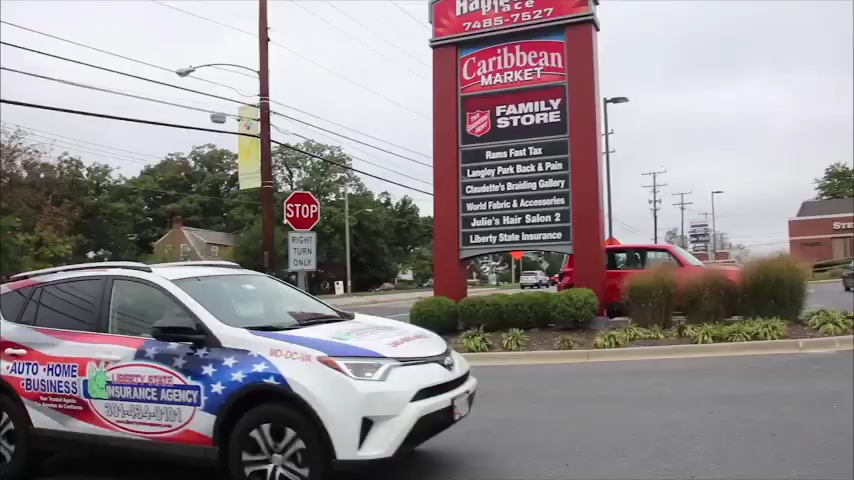 Place
7485-7527
Caribbean
MARKET
FAMILY
STORE
Rams Fast Tax
Langley Park Back & Pain
Claudette's Braiding Gallery
World Fabric & Accessories
Julie's Hair Salon 2
Liberty State Insurance
STOP
RIGHT
TURN
ONLY
MD-DC-VA
AUTO · HOME
· BUSINESS
LIBERTY STATE
INSURANCE AGENCY
301-434-0101